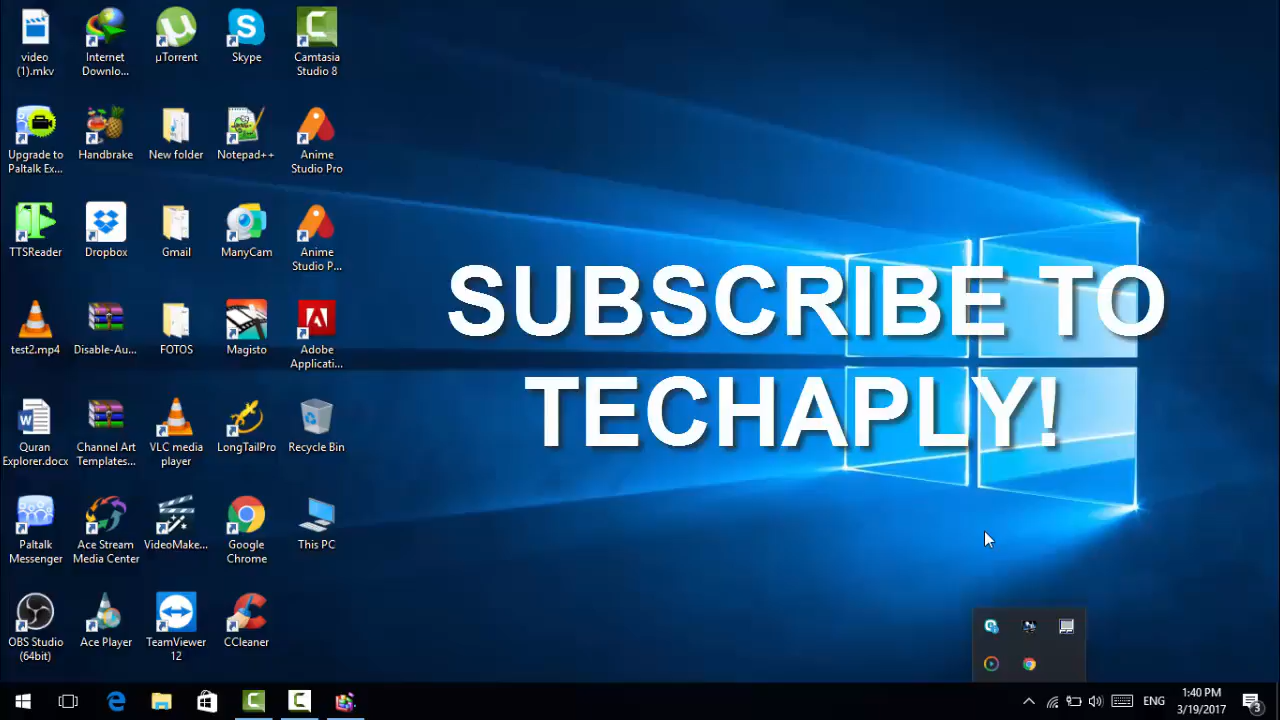 video
(1).mkv
Internet
Downlo...
µTorrent
Skype
Camtasia
Studio 8
Upgrade to
Paltalk Ex...
Handbrake
New folder
Notepad++
Anime
Studio Pro
TTSReader
Dropbox
Gmail
ManyCam
Anime
Studio P...
SUBSCRIBE TO
TECHAPLY!
test2.mp4
Disable-Au...
FOTOS
Magisto
Adobe
Applicati...
Quran
Explorer.docx
Channel Art
Templates...
VLC media
player
LongTailPro
Recycle Bin
Paltalk
Messenger
Ace Stream
Media Center
VideoMake...
Google
Chrome
This PC
OBS Studio
(64bit)
Ace Player
TeamViewer
12
CCleaner
ENG
1:40 PM
3/19/2017
3